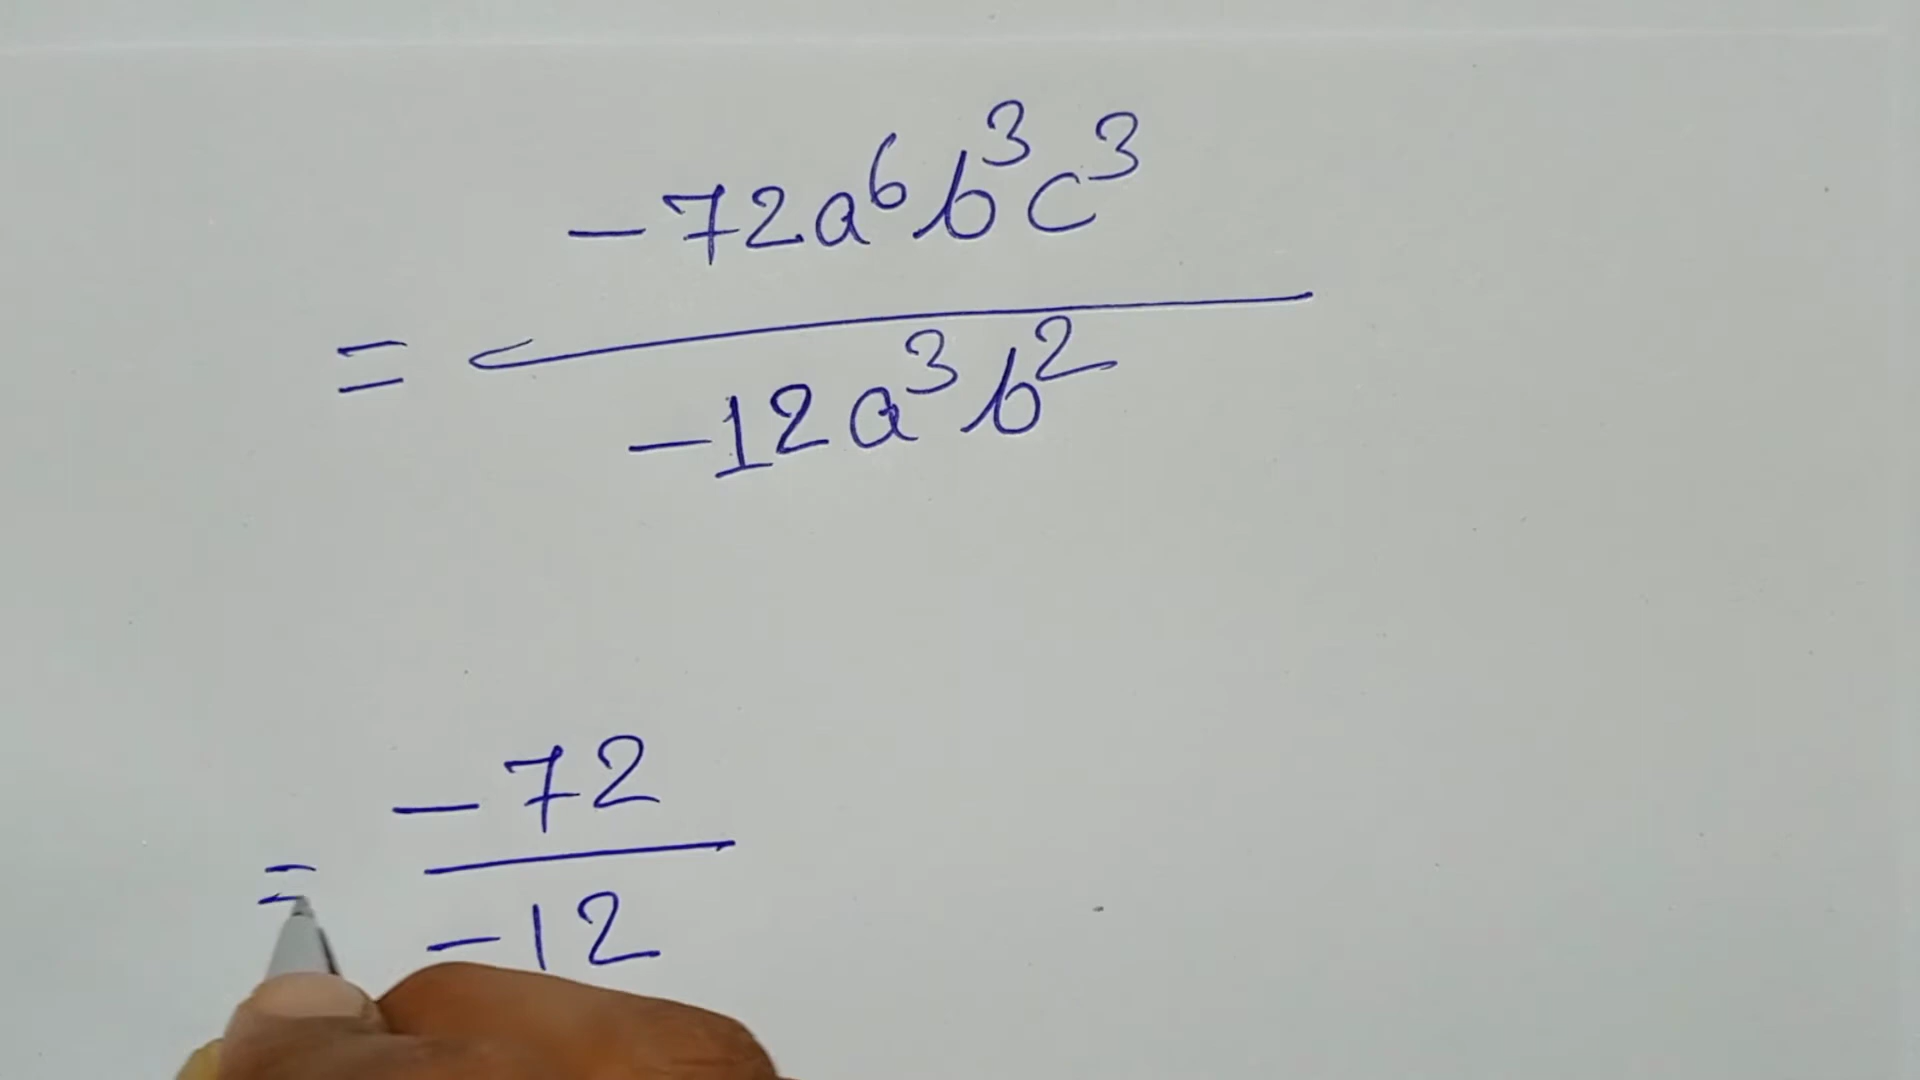 -72a⁶b³c³
=
-12a³b²
-72
=
-12